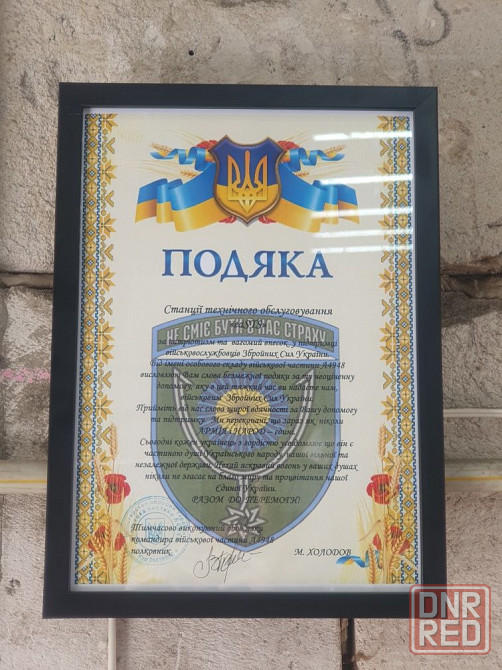 ПОДЯКА
Станції технічного обслуговування
НЕ СМІЄ БУТИ В НАС СТРАХУ
за патріотизм та вагомий внесок у підтримці
військовослужбовців Збройних Сил України.
Від імені особового складу військової частини А4948
висловлюю Вам слова безмежної подяки за ту неоціненну
допомогу, яку в цей тяжкий час ви надаєте нам,
військовим Збройних Сил України.
Прийміть від нас слова щирої вдячності за Вашу допомогу
та підтримку. Ми переконані, що зараз як ніколи
АРМІЯ І НАРОД – єдині.
Сьогодні кожен українець з гордістю усвідомлює що він є
частиною душі Українського народу, нашої вільної та
незалежної держави. Нехай яскравий вогонь у ваших душах
ніколи не згасає на благо миру та процвітання нашої
Єдиної України.
РАЗОМ ДО ПЕРЕМОГИ!
Тимчасово виконуючий обов'язки
командира військової частини А4948
полковник М. ХОЛОДОВ
DNR
RED